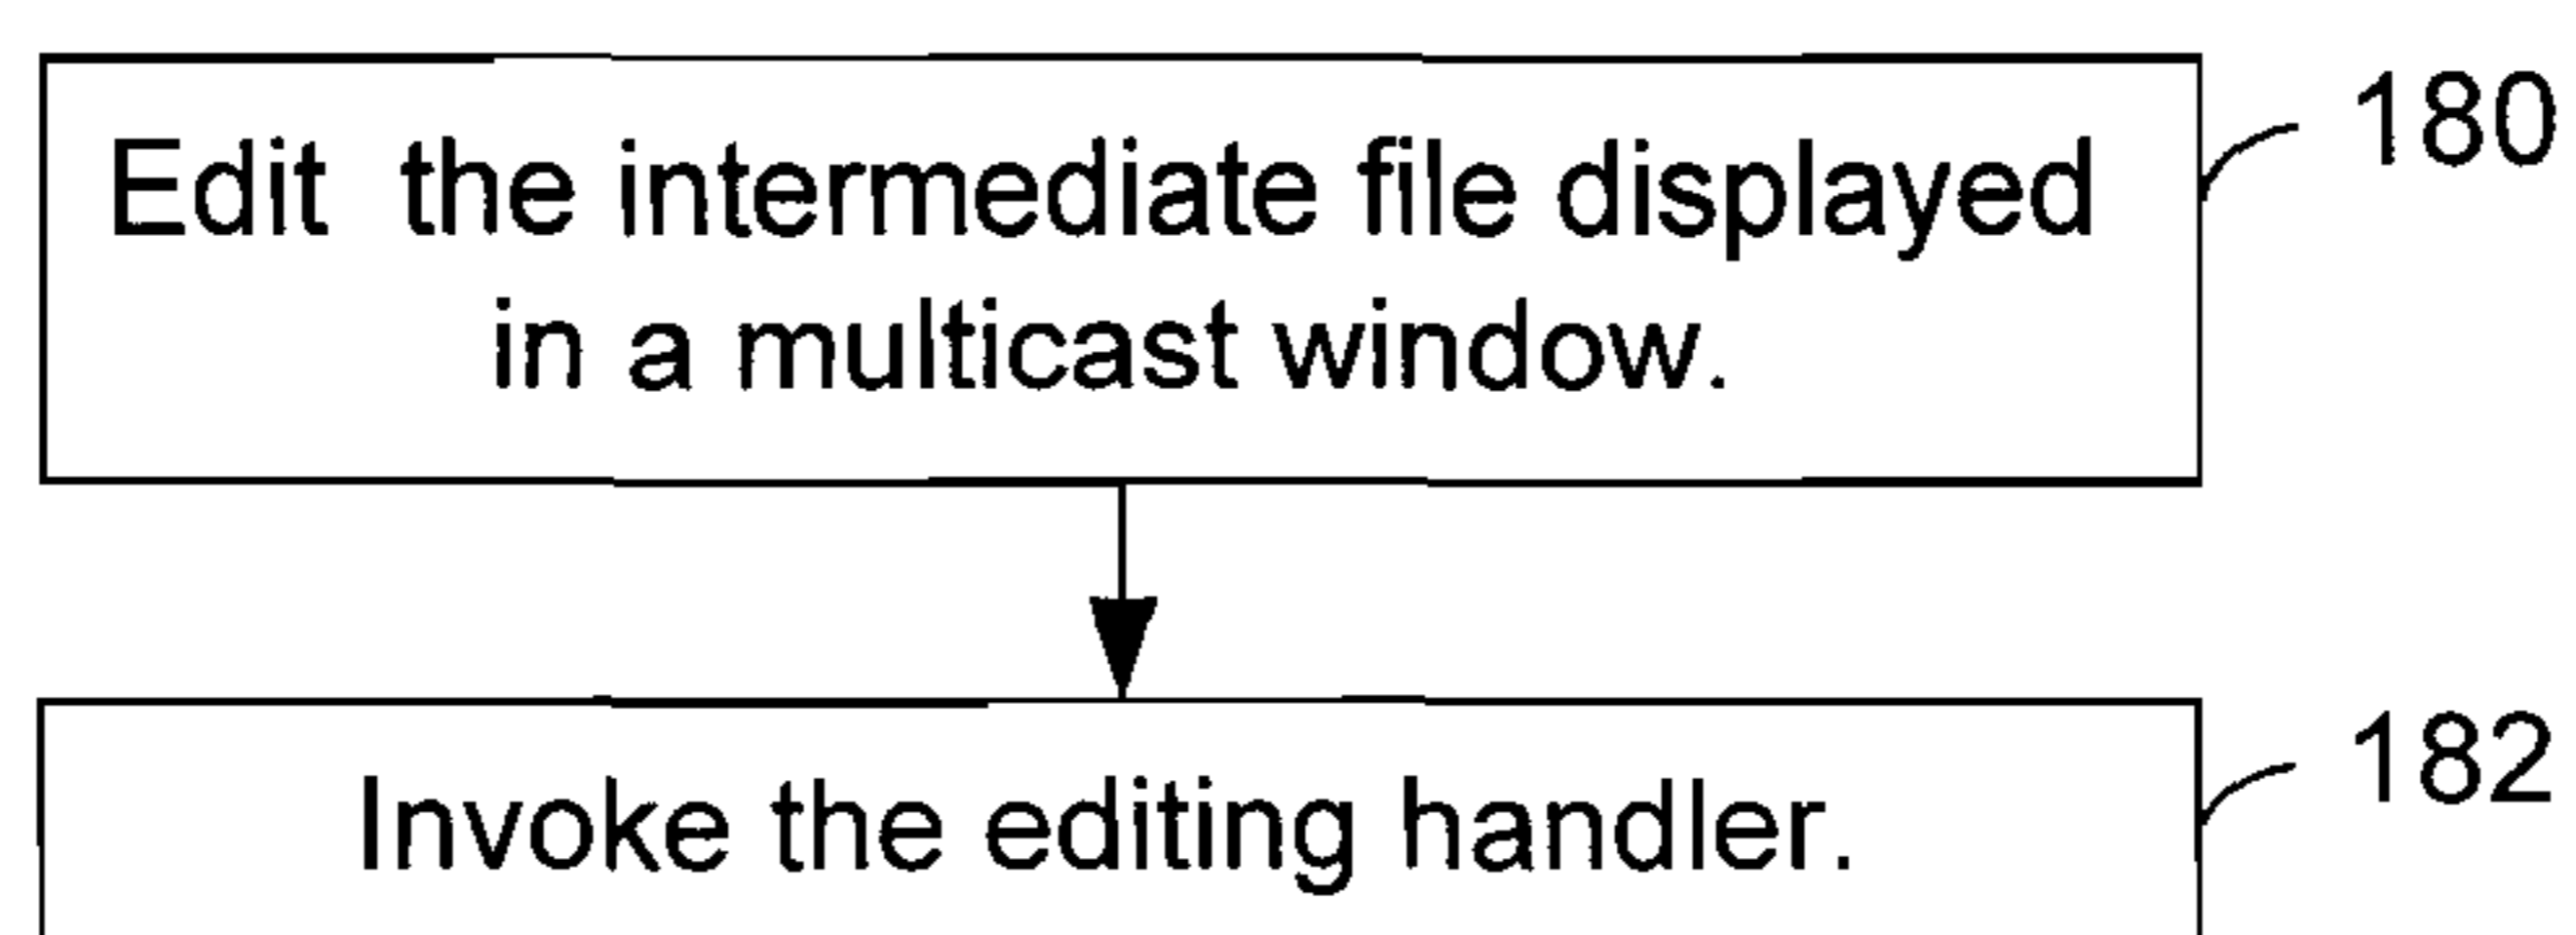 180
Edit the intermediate file displayed
in a multicast window.
182
Invoke the editing handler.